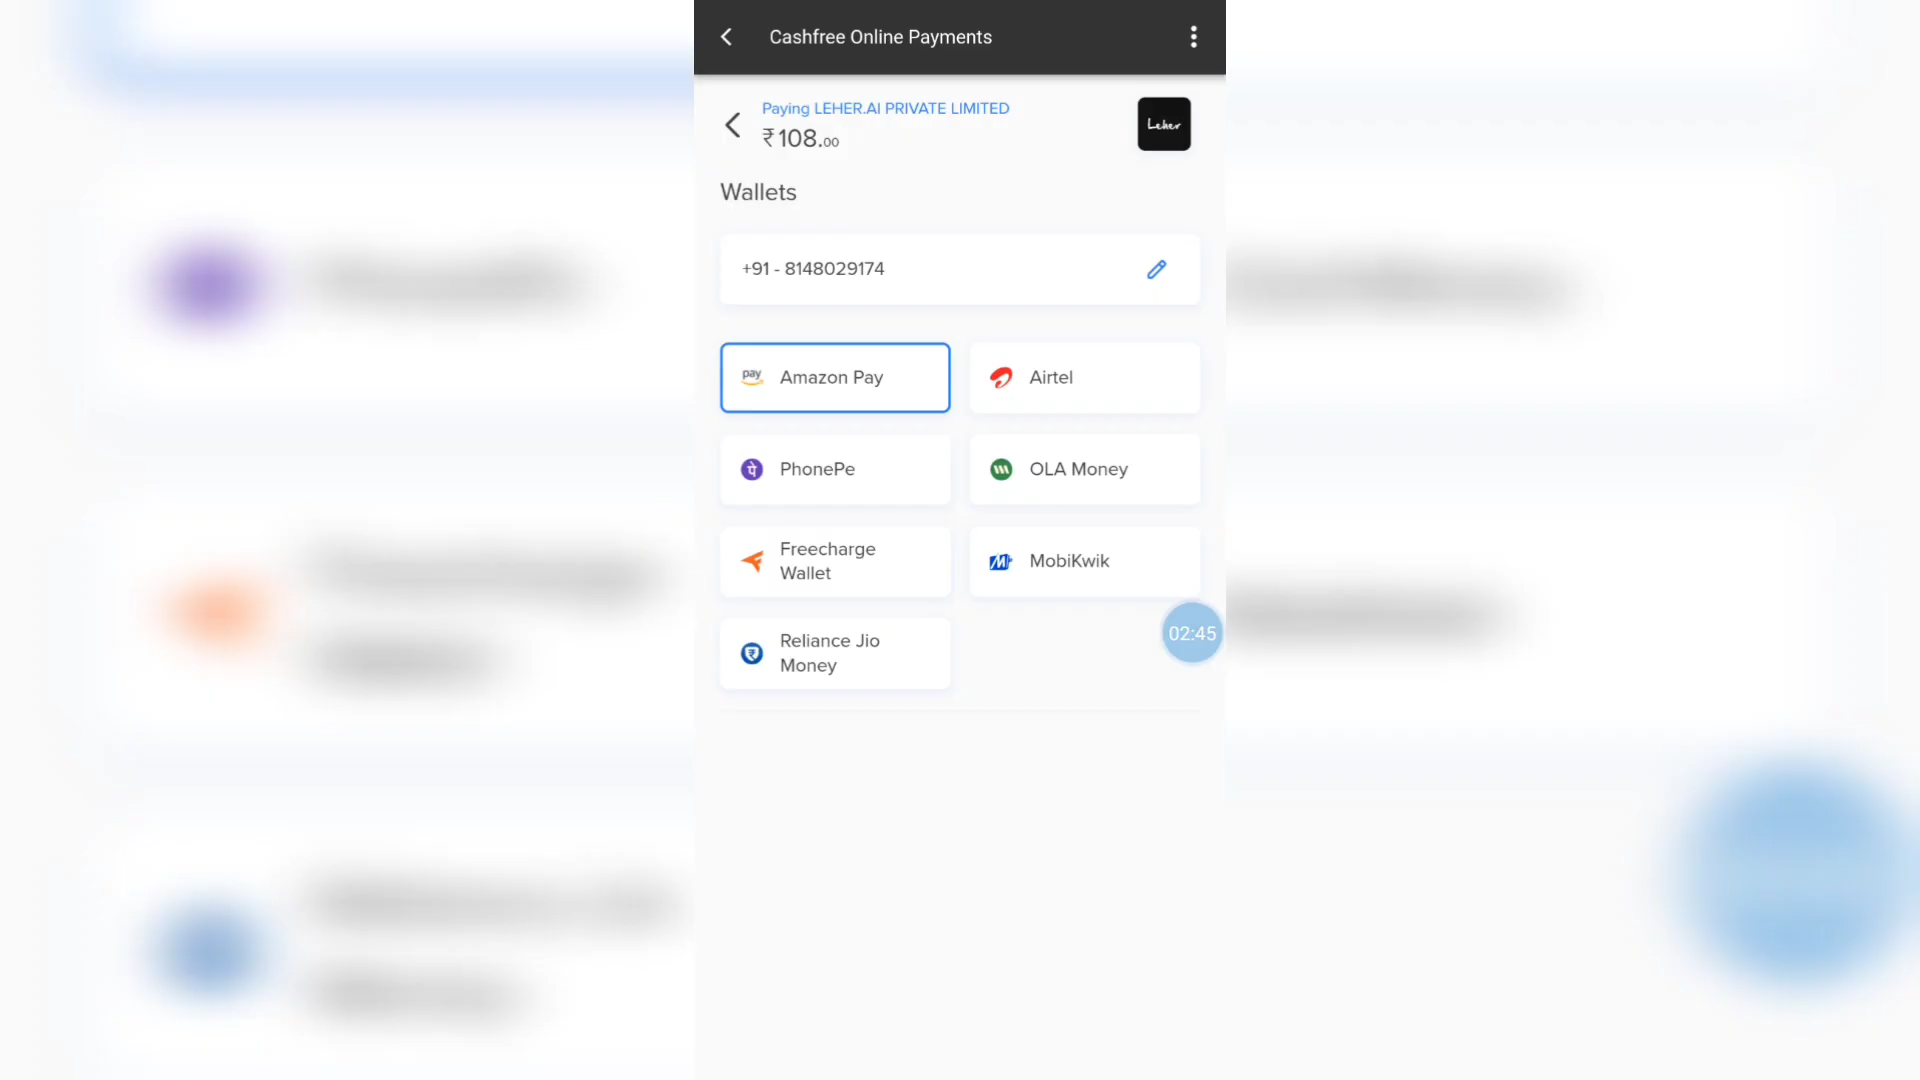 Cashfree Online Payments
Paying LEHER.AI PRIVATE LIMITED
₹108.00
Leher
Wallets
+91 - 8148029174
pay Amazon Pay
Airtel
पे PhonePe
OLA Money
Freecharge
Wallet
MobiKwik
Reliance Jio
Money
02:45